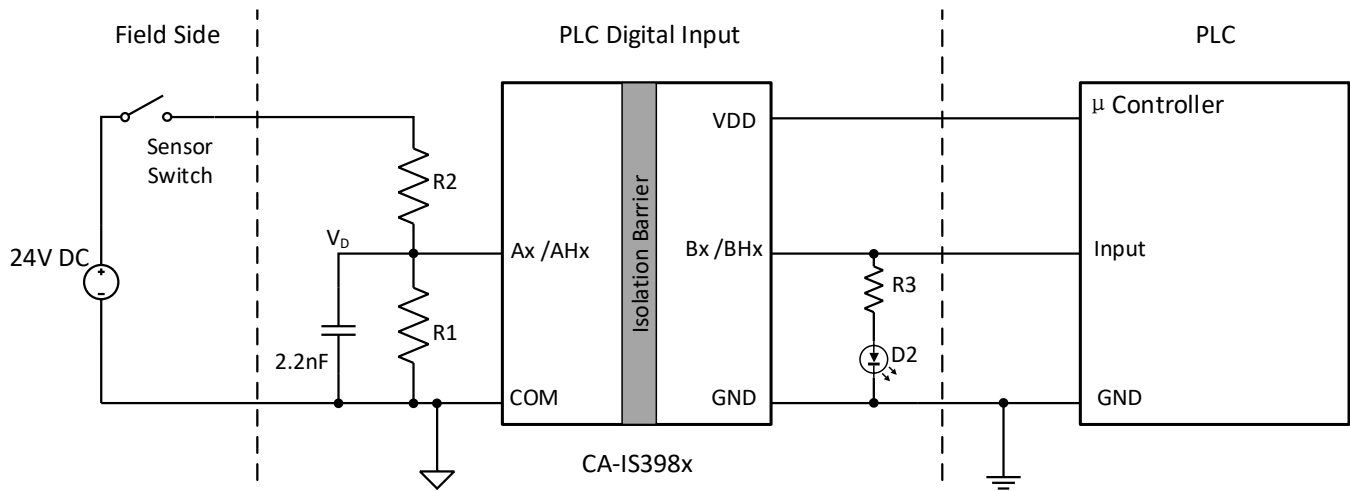 Field Side
PLC Digital Input
PLC
Sensor
Switch
24V DC
+
−
R2
VD
2.2nF
R1
Ax /AHx
COM
Isolation Barrier
VDD
Bx /BHx
GND
CA-IS398x
R3
D2
μ Controller
Input
GND